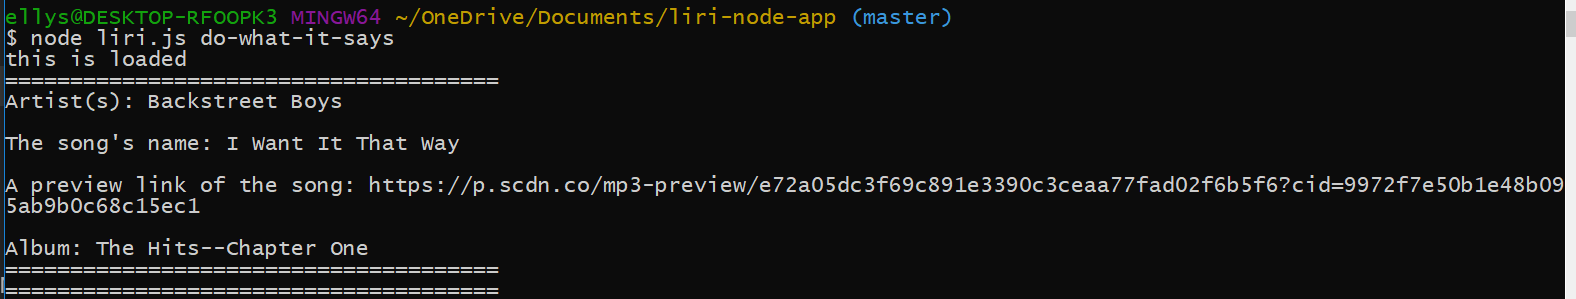 ellys@DESKTOP-RFOOPK3 MINGW64 ~/OneDrive/Documents/liri-node-app (master)
$ node liri.js do-what-it-says
this is loaded
======================================
Artist(s): Backstreet Boys
The song's name: I Want It That Way
A preview link of the song: https://p.scdn.co/mp3-preview/e72a05dc3f69c891e3390c3ceaa77fad02f6b5f6?cid=9972f7e50b1e48b09
5ab9b0c68c15ec1
Album: The Hits--Chapter One
======================================
======================================